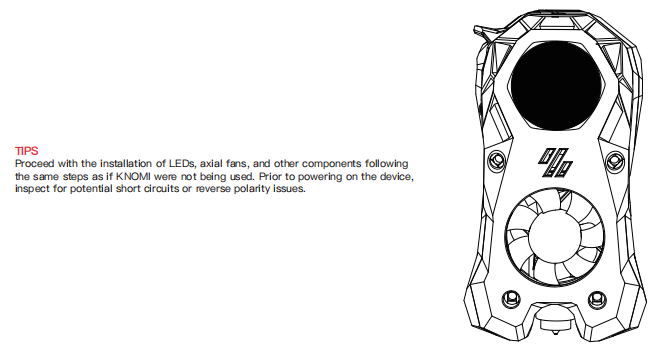 TIPS
Proceed with the installation of LEDs, axial fans, and other components following
the same steps as if KNOMI were not being used. Prior to powering on the device,
inspect for potential short circuits or reverse polarity issues.